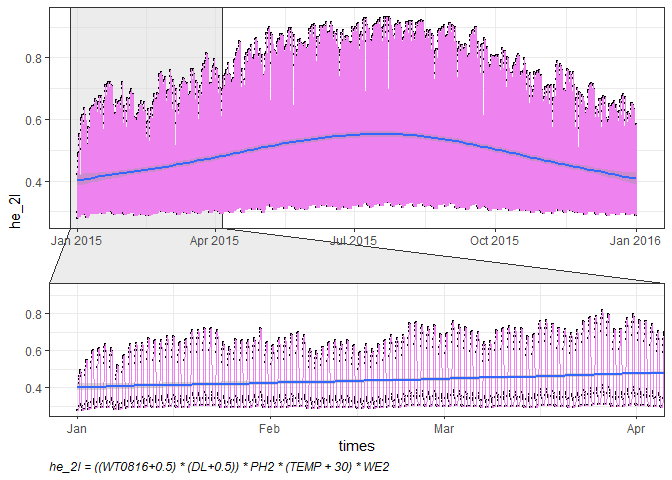 he_2l
0.8
0.6
0.4
Jan 2015
Apr 2015
Jul 2015
Oct 2015
Jan 2016
0.8
0.6
0.4
Jan
Feb
Mar
Apr
times
he_2l = ((WT0816+0.5) * (DL+0.5)) * PH2 * (TEMP + 30) * WE2